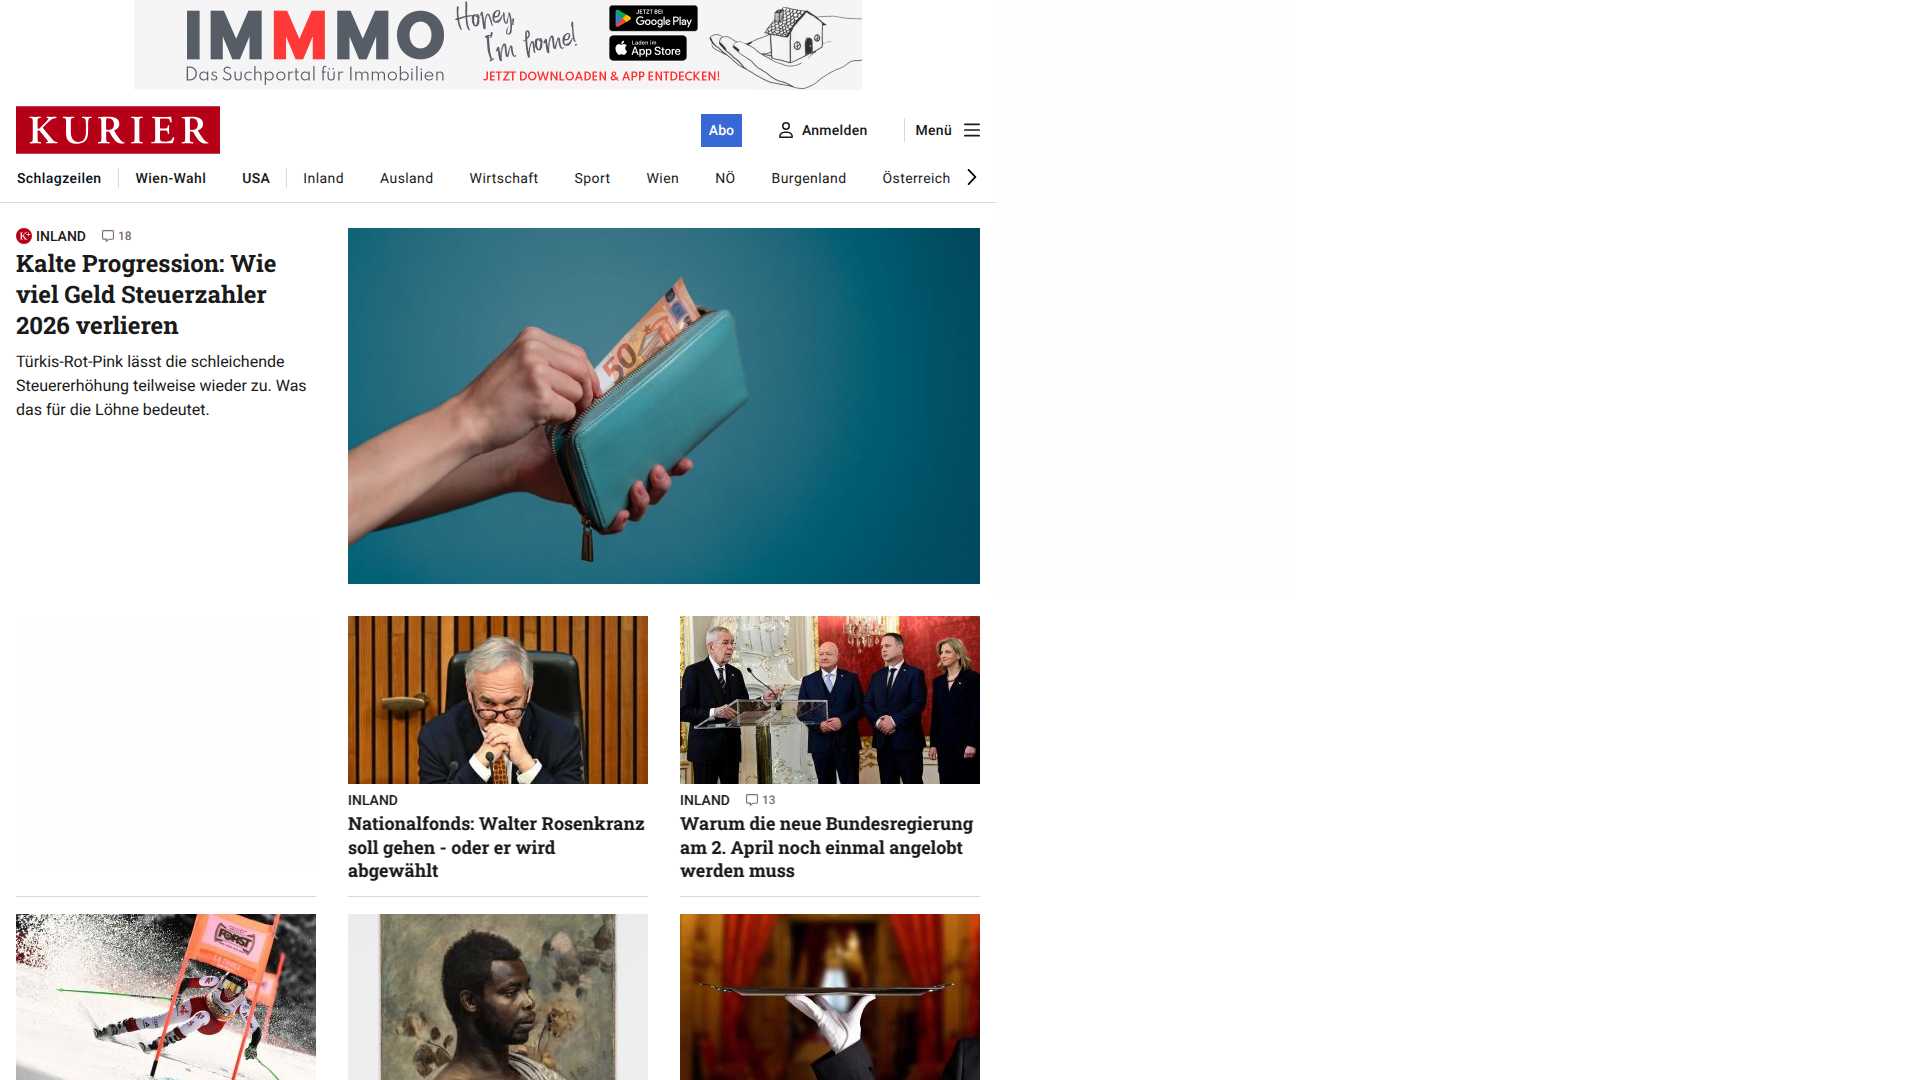 IMMMO
Das Suchportal für Immobilien
Honey,
I'm home!
JETZT BEI
Google Play
Laden im
App Store
JETZT DOWNLOADEN & APP ENTDECKEN!
KURIER
Abo
Anmelden
Menü
Schlagzeilen
Wien-Wahl
USA
Inland
Ausland
Wirtschaft
Sport
Wien
NÖ
Burgenland
Österreich
K+ INLAND 18
Kalte Progression: Wie
viel Geld Steuerzahler
2026 verlieren
Türkis-Rot-Pink lässt die schleichende
Steuererhöhung teilweise wieder zu. Was
das für die Löhne bedeutet.
50
INLAND
Nationalfonds: Walter Rosenkranz
soll gehen - oder er wird
abgewählt
INLAND 13
Warum die neue Bundesregierung
am 2. April noch einmal angelobt
werden muss
FORST